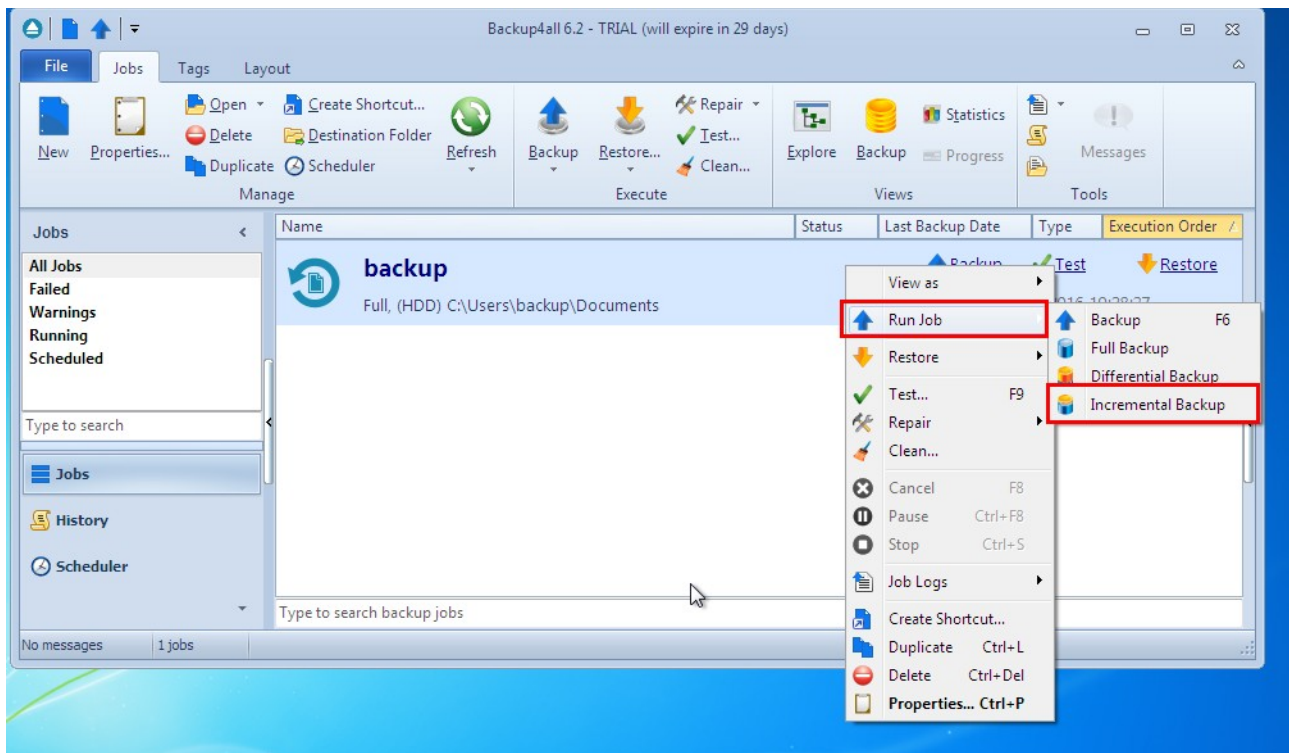 Backup4all 6.2 - TRIAL (will expire in 29 days)
File Jobs Tags Layout
New
Properties...
Open
Delete
Duplicate
Create Shortcut...
Destination Folder
Scheduler
Refresh
Manage
Backup
Restore...
Repair
Test...
Clean...
Execute
Explore
Backup
Statistics
Progress
Views
Messages
Tools
Jobs
All Jobs
Failed
Warnings
Running
Scheduled
Type to search
Jobs
History
Scheduler
Name Status Last Backup Date Type Execution Order
backup
Full, (HDD) C:\Users\backup\Documents
Backup Test Restore
2016 10:28:27
View as
Run Job
Restore
Test... F9
Repair
Clean...
Cancel F8
Pause Ctrl+F8
Stop Ctrl+S
Job Logs
Create Shortcut...
Duplicate Ctrl+L
Delete Ctrl+Del
Properties... Ctrl+P
Backup F6
Full Backup
Differential Backup
Incremental Backup
Type to search backup jobs
No messages 1 jobs